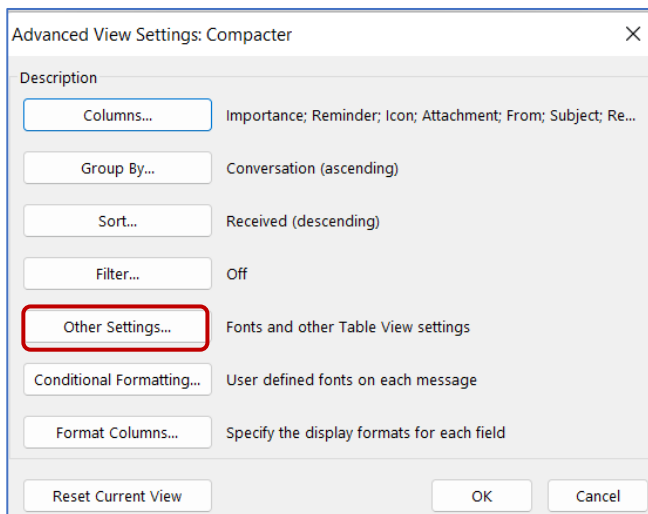 Advanced View Settings: Compacter
Description
Columns... Importance; Reminder; Icon; Attachment; From; Subject; Re...
Group By... Conversation (ascending)
Sort... Received (descending)
Filter... Off
Other Settings... Fonts and other Table View settings
Conditional Formatting... User defined fonts on each message
Format Columns... Specify the display formats for each field
Reset Current View OK Cancel